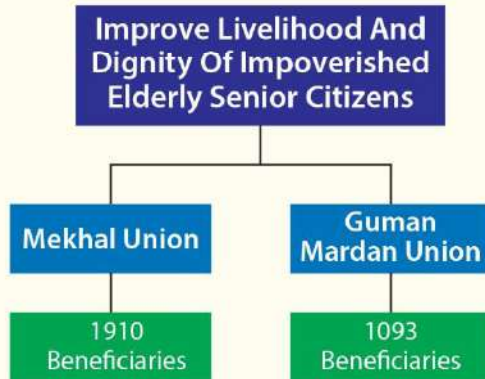 Improve Livelihood And
Dignity Of Impoverished
Elderly Senior Citizens
Mekhal Union
Guman
Mardan Union
1910
Beneficiaries
1093
Beneficiaries